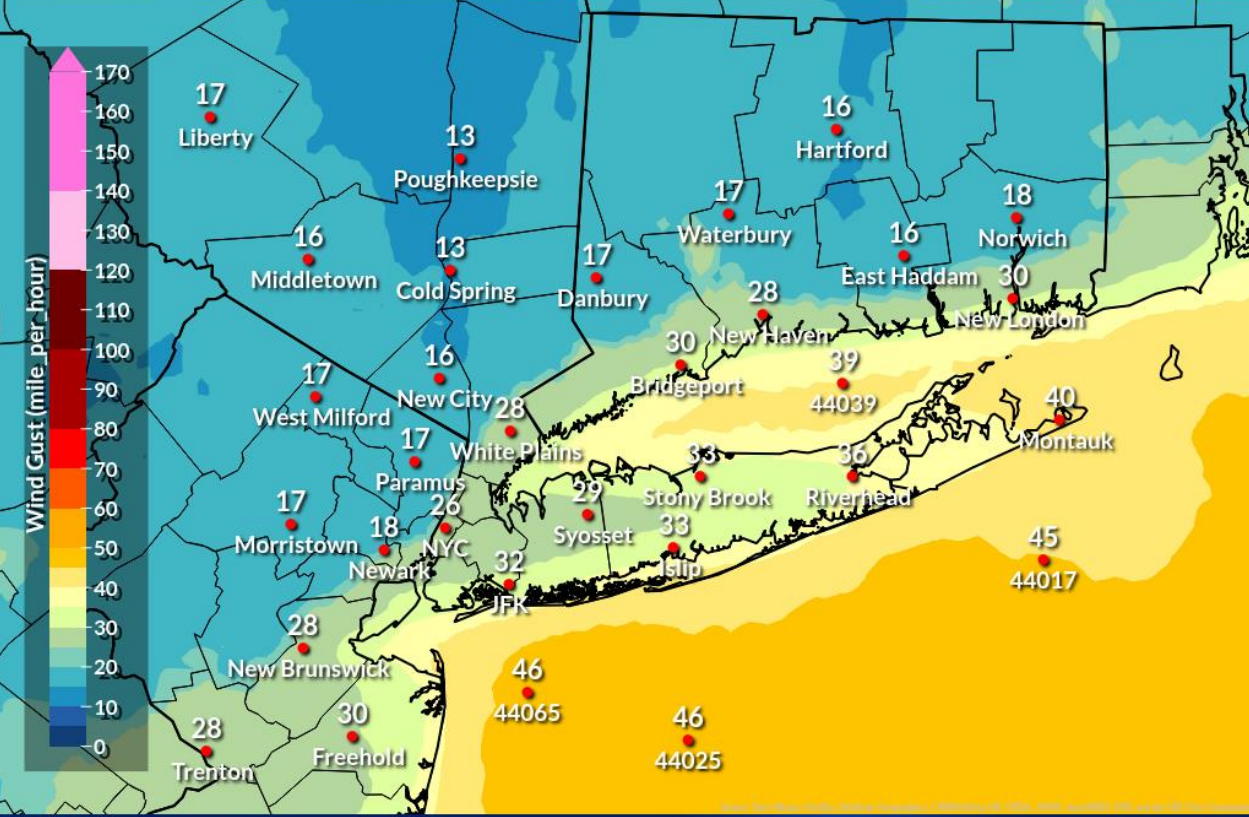 Wind Gust (mile_per_hour)
170
160
150
140
130
120
110
100
90
80
70
60
50
40
30
20
10
0
17
Liberty
13
Poughkeepsie
16
Hartford
17
Waterbury
18
Norwich
16
Middletown
13
Cold Spring
17
Danbury
16
East Haddam
28
New Haven
30
New London
30
Bridgeport
39
44039
17
West Milford
16
New City
28
White Plains
40
Montauk
17
Paramus
33
Stony Brook
36
Riverhead
17
Morristown
18
Newark
26
NYC
29
Syosset
33
Islip
45
44017
32
JFK
28
New Brunswick
46
44065
28
Trenton
30
Freehold
46
44025